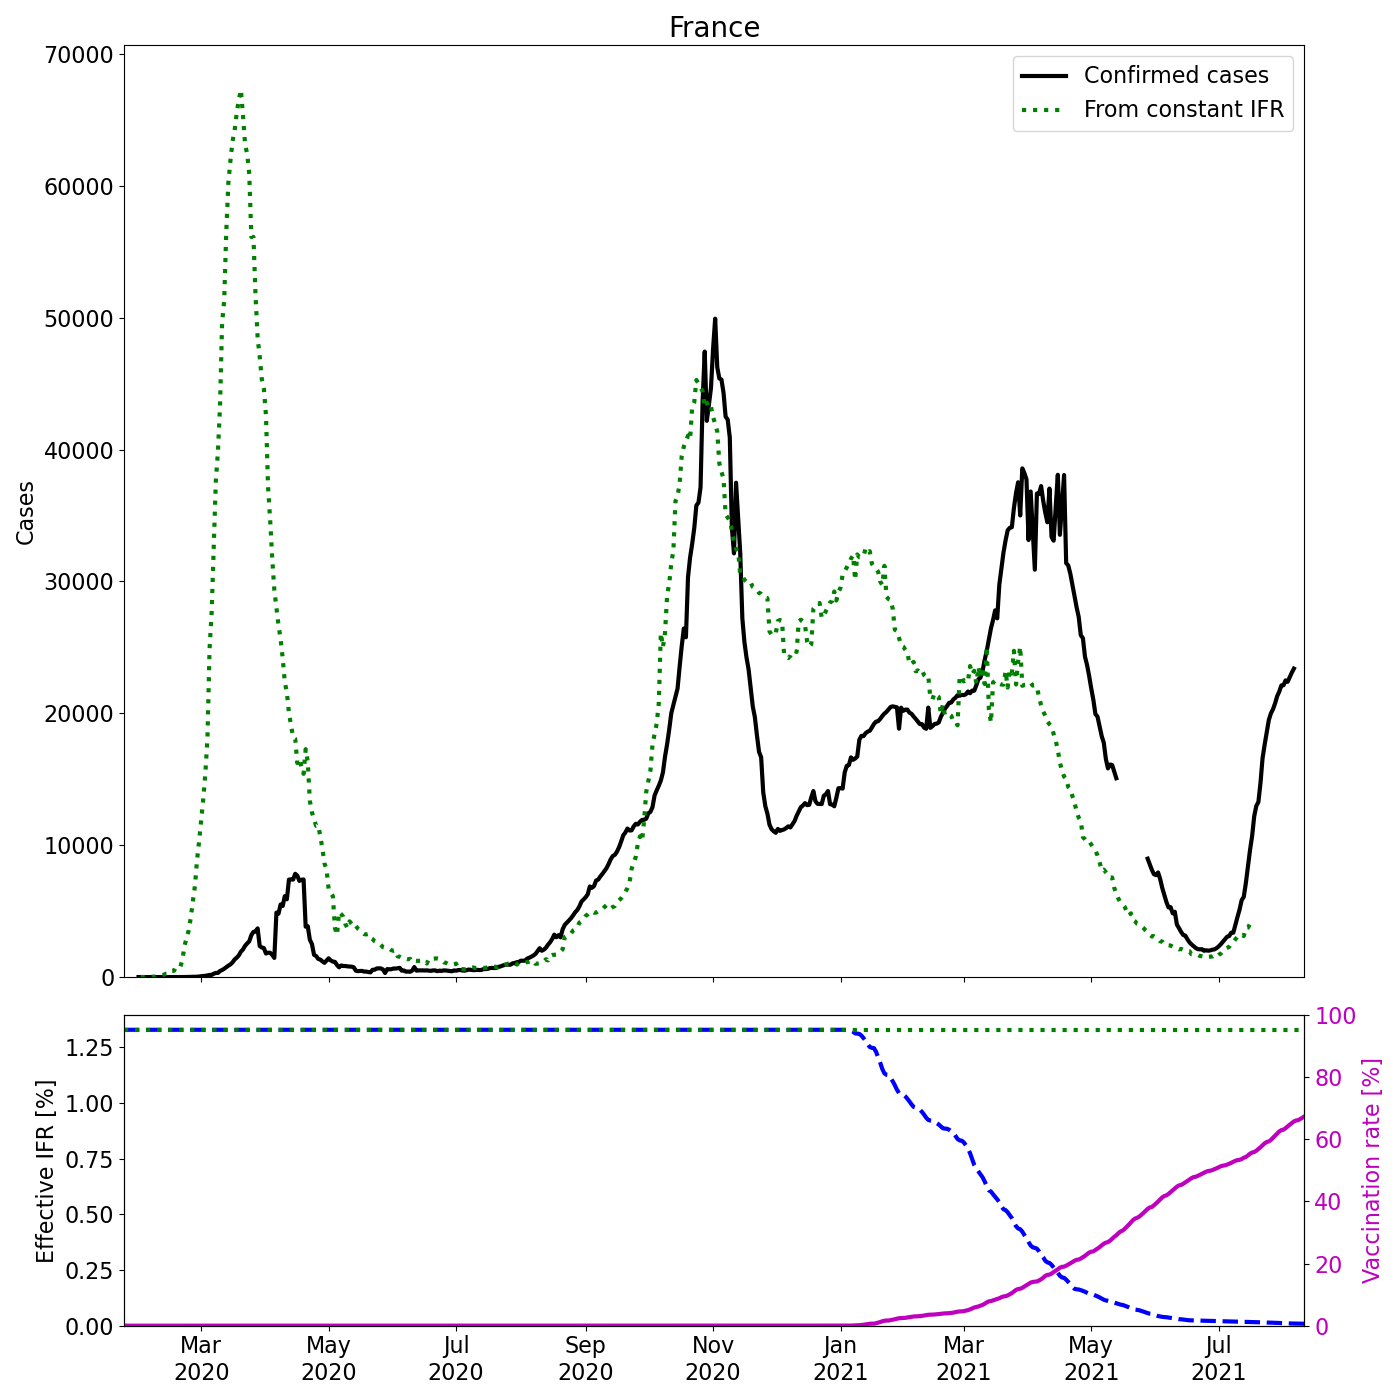 France
70000
60000
50000
40000
30000
20000
10000
0
Cases
Confirmed cases
From constant IFR
1.25
1.00
0.75
0.50
0.25
0.00
Effective IFR [%]
100
80
60
40
20
0
Vaccination rate [%]
Mar
2020
May
2020
Jul
2020
Sep
2020
Nov
2020
Jan
2021
Mar
2021
May
2021
Jul
2021